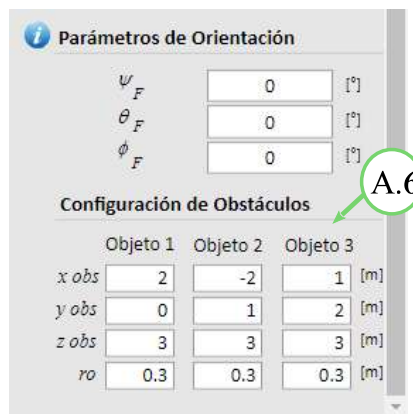 Parámetros de Orientación
ψ F 0 [°]
θ F 0 [°]
ϕ F 0 [°]
A.6
Configuración de Obstáculos
Objeto 1 Objeto 2 Objeto 3
x obs 2 -2 1 [m]
y obs 0 1 2 [m]
z obs 3 3 3 [m]
ro 0.3 0.3 0.3 [m]